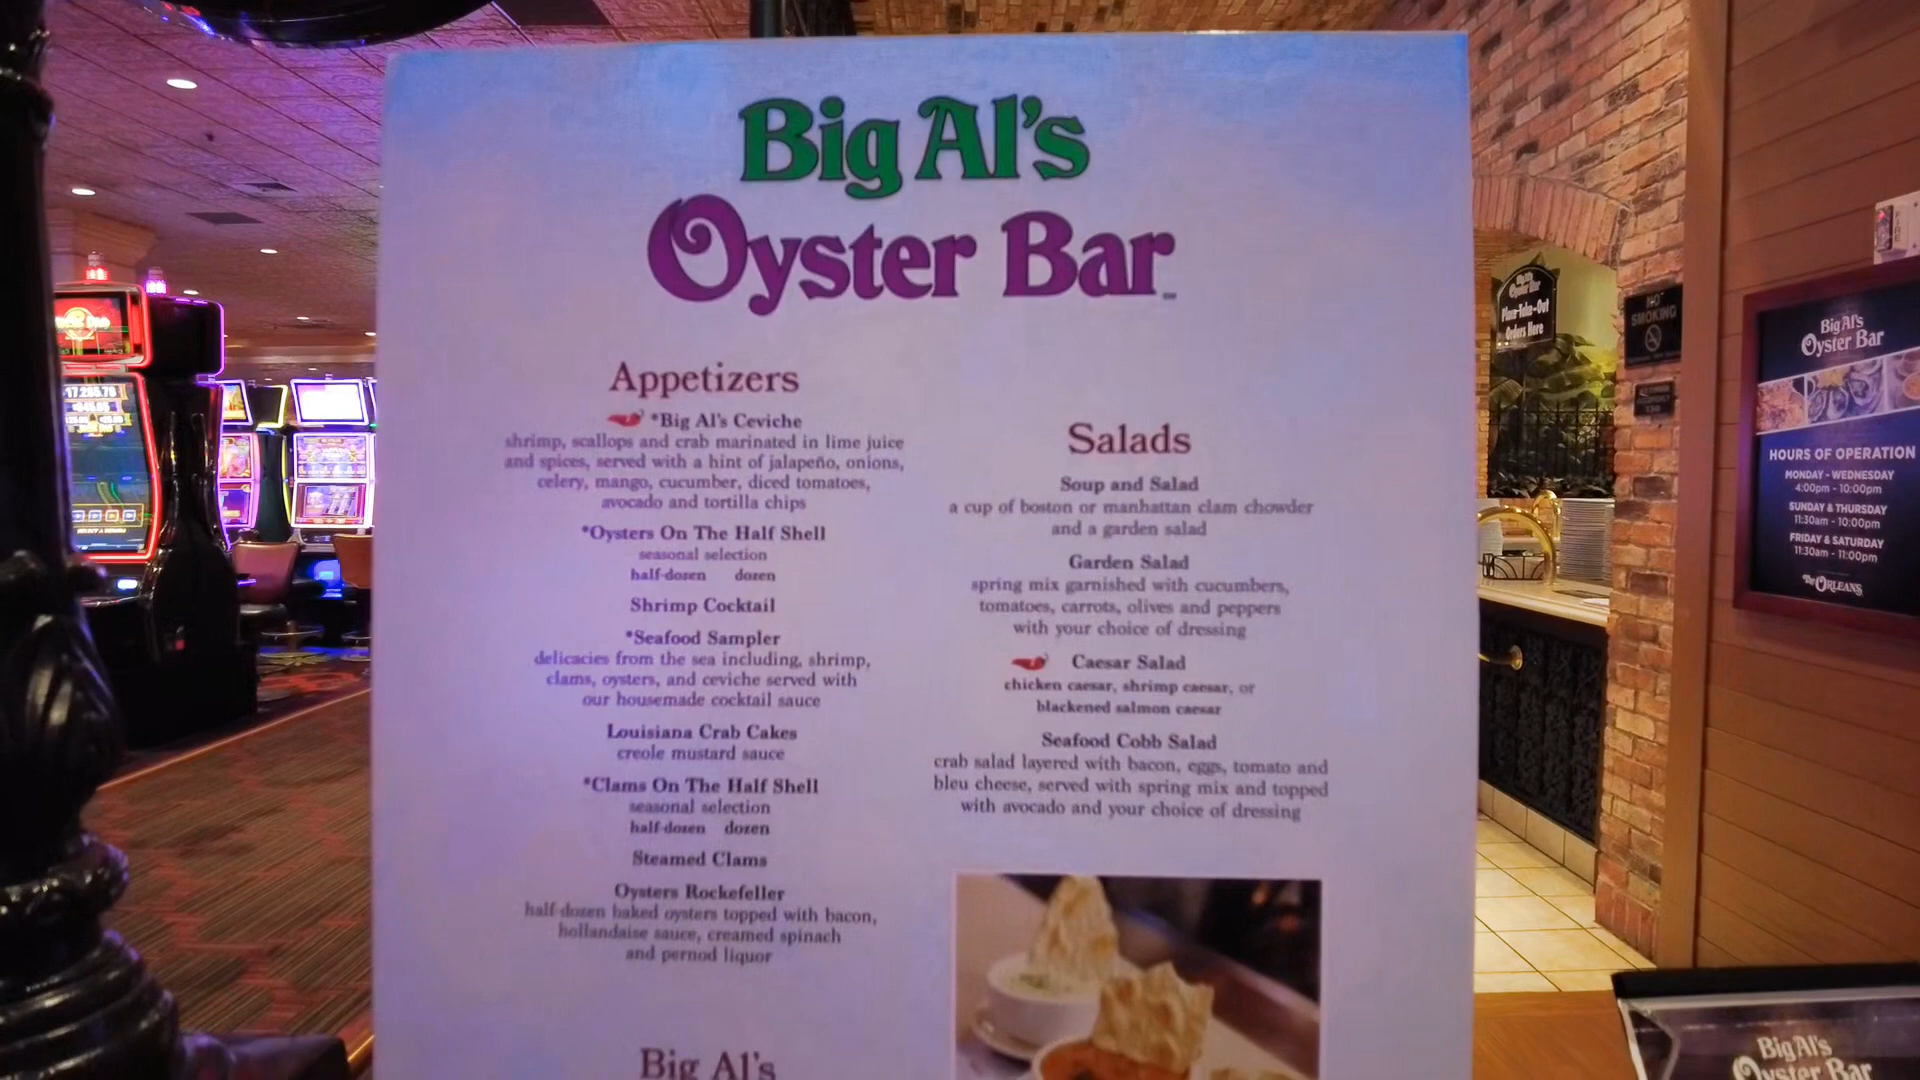 Big Al's
Oyster Bar
Appetizers
*Big Al's Ceviche
shrimp, scallops and crab marinated in lime juice
and spices, served with a hint of jalapeño, onions,
celery, mango, cucumber, diced tomatoes,
avocado and tortilla chips
*Oysters On The Half Shell
seasonal selection
half-dozen dozen
Shrimp Cocktail
*Seafood Sampler
delicacies from the sea including, shrimp,
clams, oysters, and ceviche served with
our housemade cocktail sauce
Louisiana Crab Cakes
creole mustard sauce
*Clams On The Half Shell
seasonal selection
half-dozen dozen
Steamed Clams
Oysters Rockefeller
half-dozen baked oysters topped with bacon,
hollandaise sauce, creamed spinach
and pernod liquor
Big Al's
Salads
Soup and Salad
a cup of boston or manhattan clam chowder
and a garden salad
Garden Salad
spring mix garnished with cucumbers,
tomatoes, carrots, olives and peppers
with your choice of dressing
Caesar Salad
chicken caesar, shrimp caesar, or
blackened salmon caesar
Seafood Cobb Salad
crab salad layered with bacon, eggs, tomato and
bleu cheese, served with spring mix and topped
with avocado and your choice of dressing
Oyster Bar
Place Take-Out
Orders Here
NO
SMOKING
Big Al's
Oyster Bar
HOURS OF OPERATION
MONDAY - WEDNESDAY
4:00pm - 10:00pm
SUNDAY & THURSDAY
11:30am - 10:00pm
FRIDAY & SATURDAY
11:30am - 11:00pm
The ORLEANS
Big Al's
Oyster Bar
17,285.78